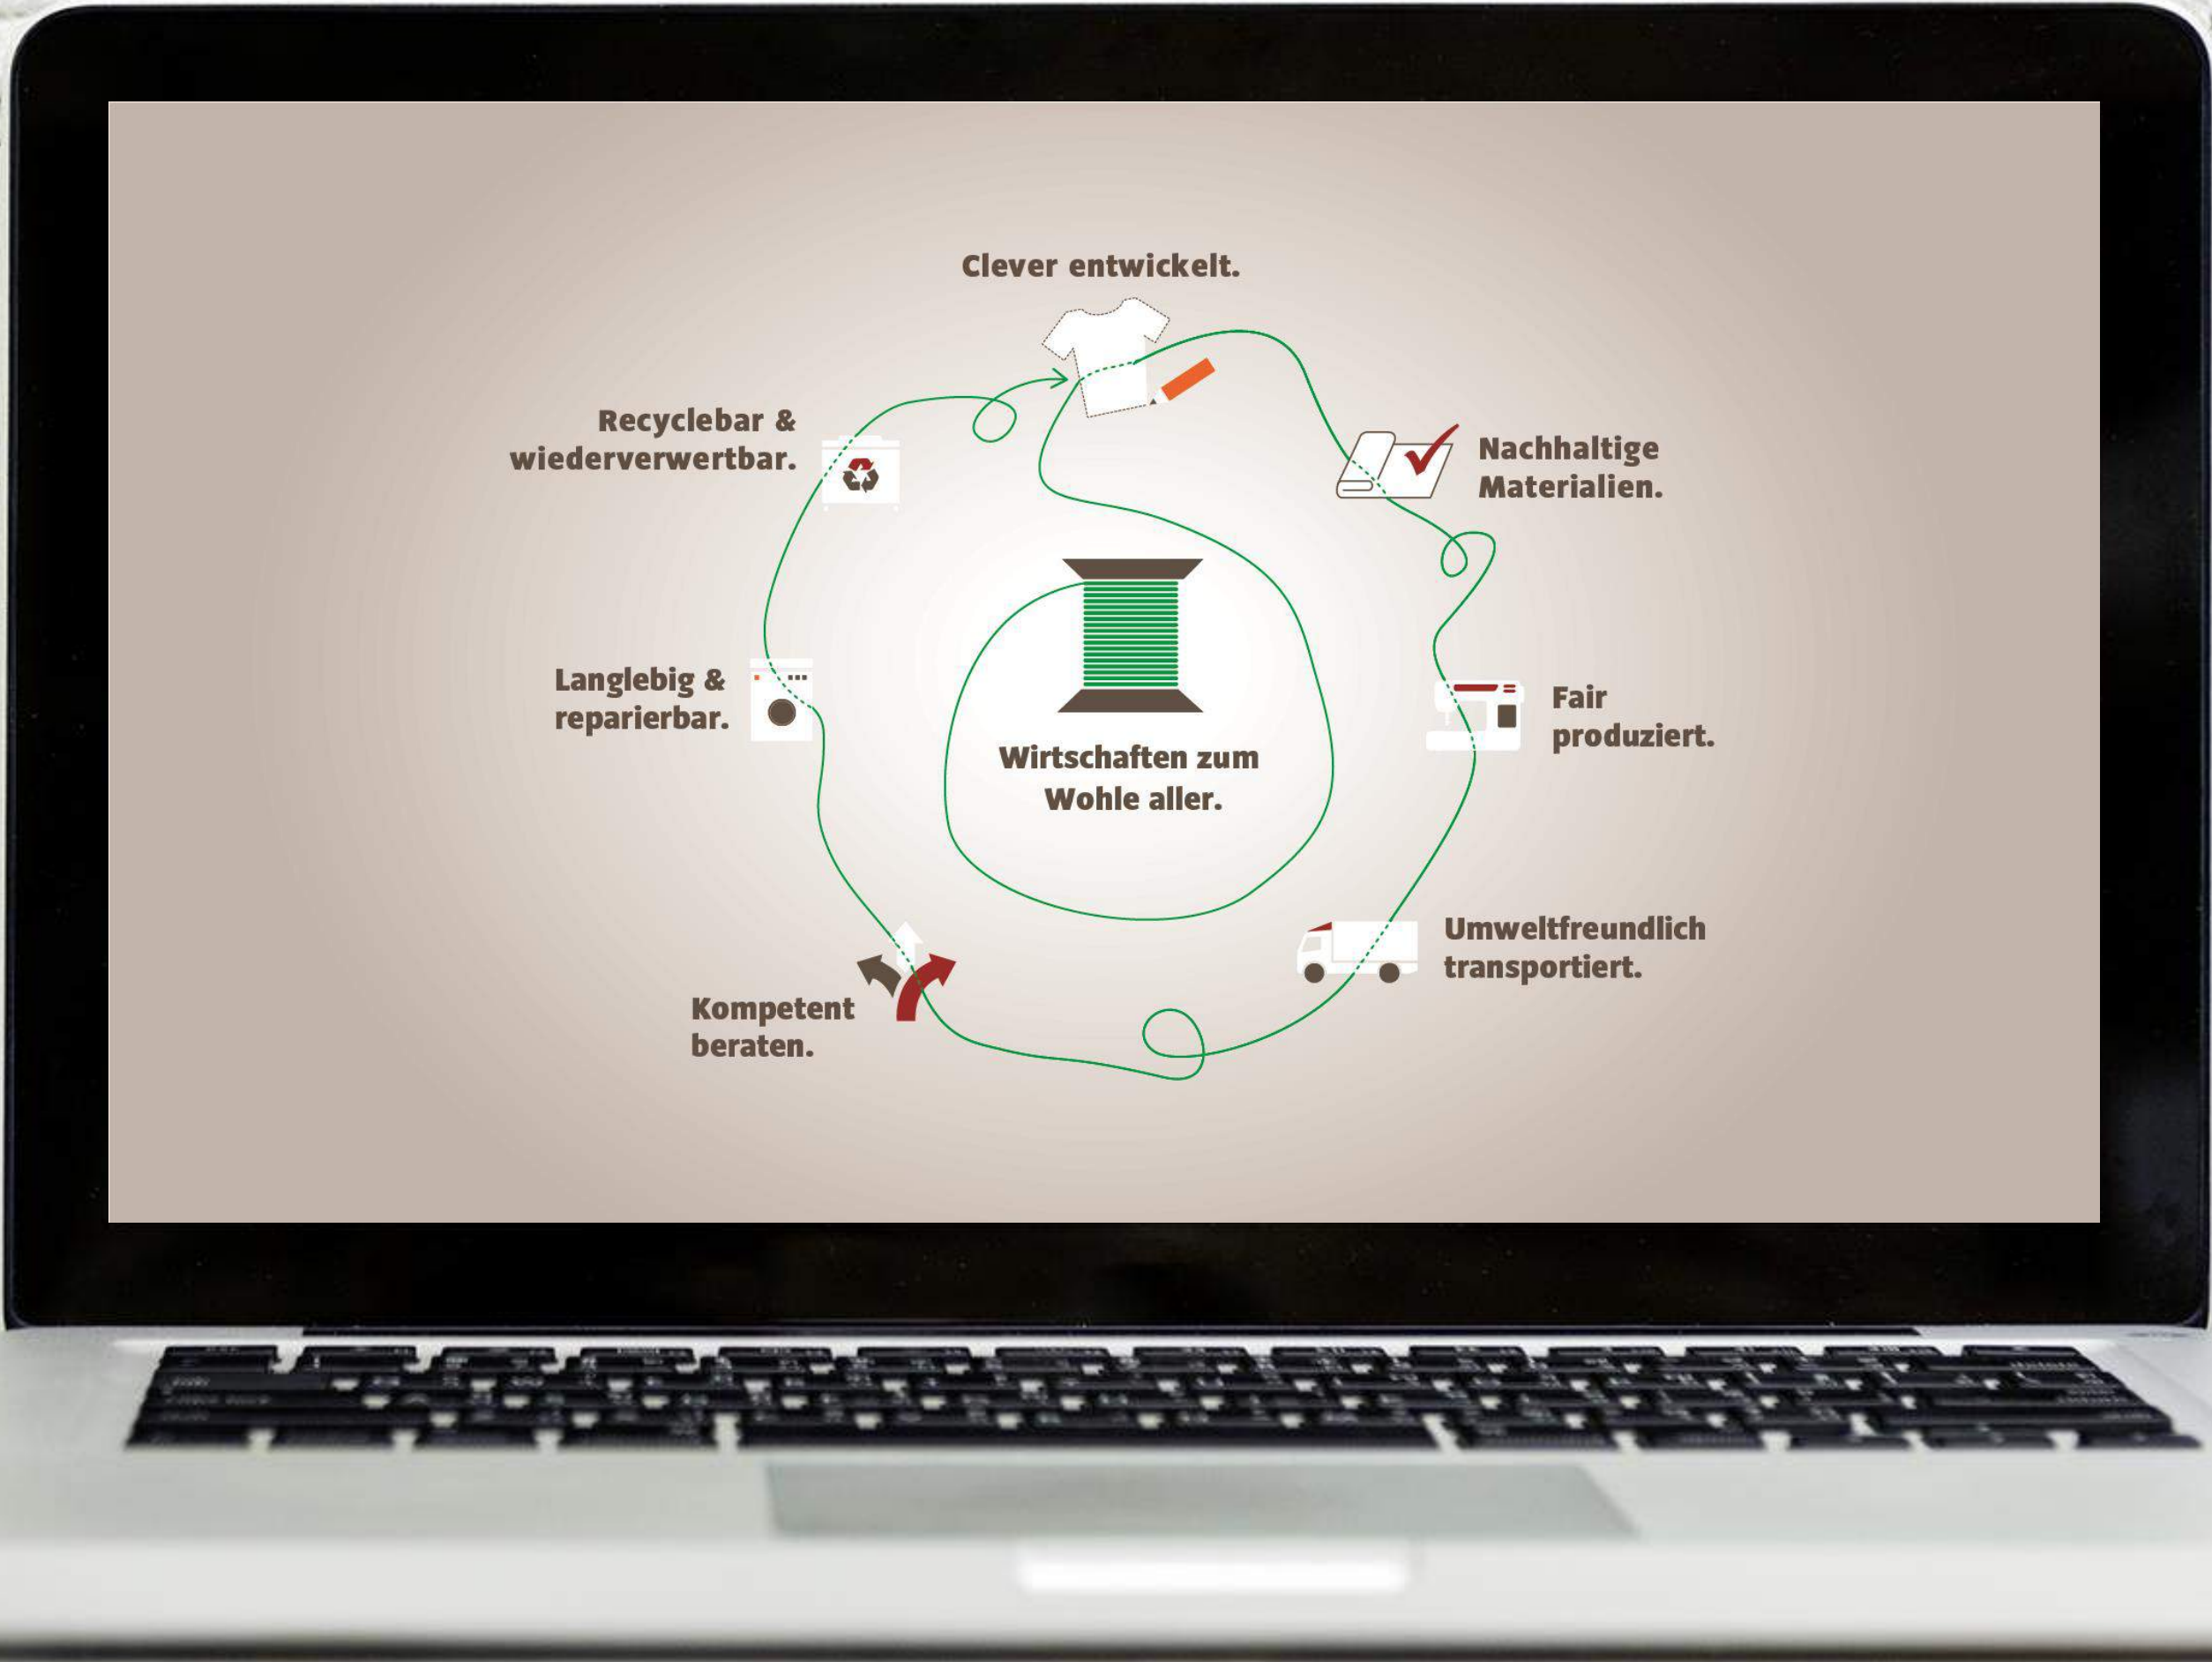 Clever entwickelt.
Nachhaltige
Materialien.
Fair
produziert.
Umweltfreundlich
transportiert.
Kompetent
beraten.
Langlebig &
reparierbar.
Recyclebar &
wiederverwertbar.
Wirtschaften zum
Wohle aller.